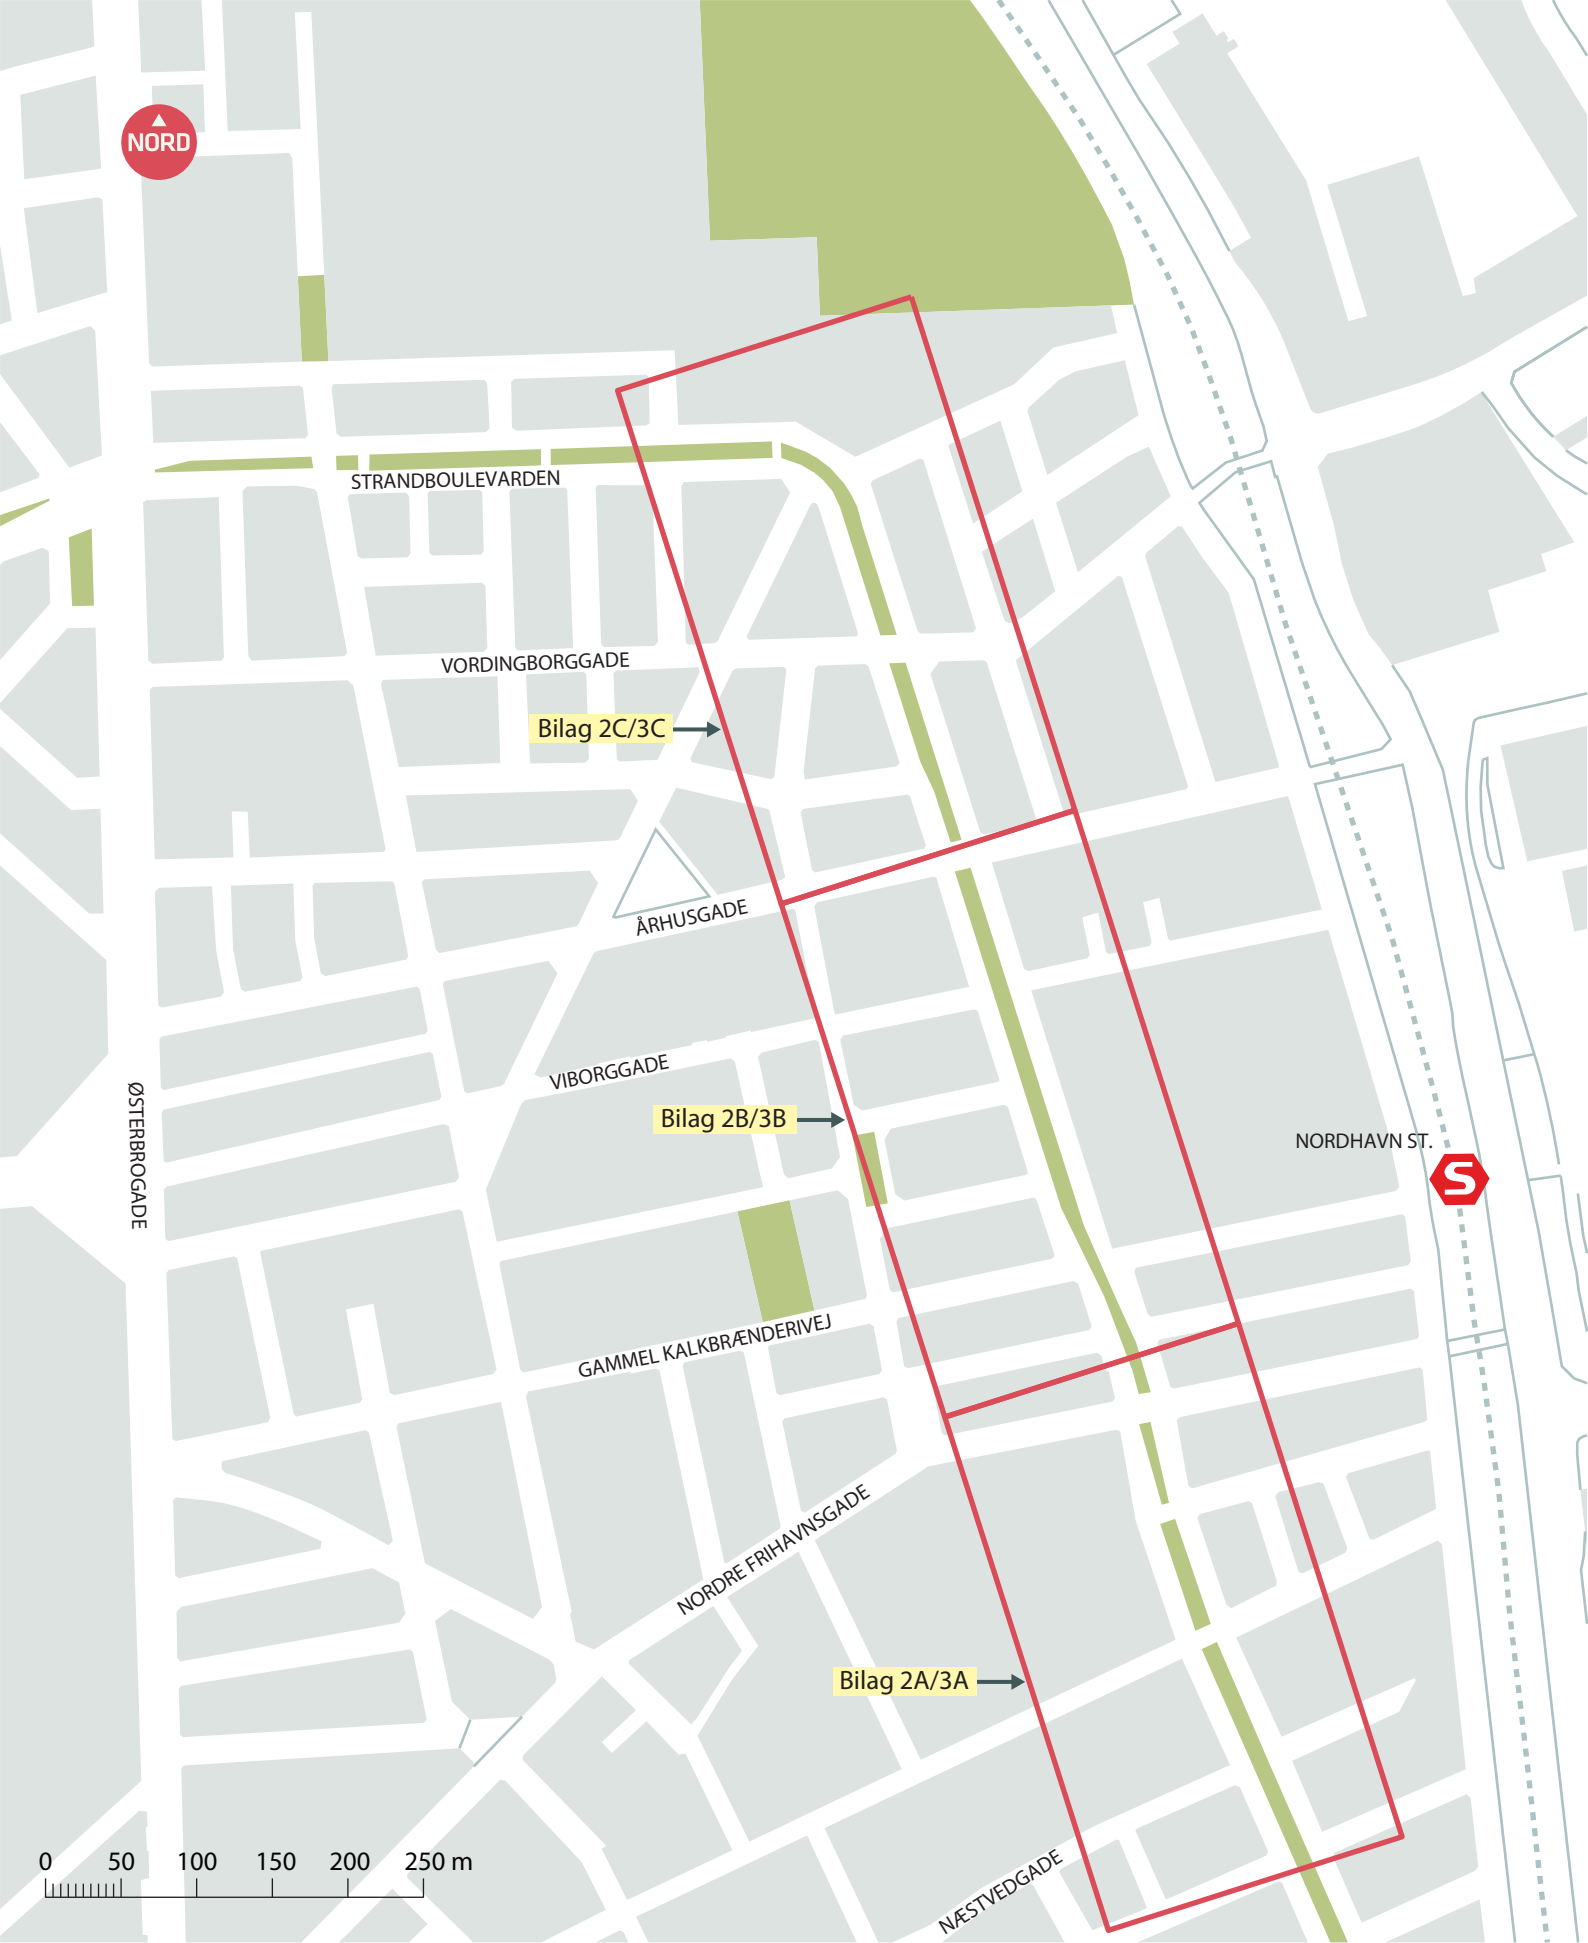 NORD
STRANDBOULEVARDEN
VORDINGBORGGADE
Bilag 2C/3C
ÅRHUSGADE
VIBORGGADE
ØSTERBROGADE
Bilag 2B/3B
NORDHAVN ST.
S
GAMMEL KALKBRÆNDERIVEJ
NORDRE FRIHAVNSGADE
Bilag 2A/3A
NÆSTVEDGADE
0 50 100 150 200 250 m